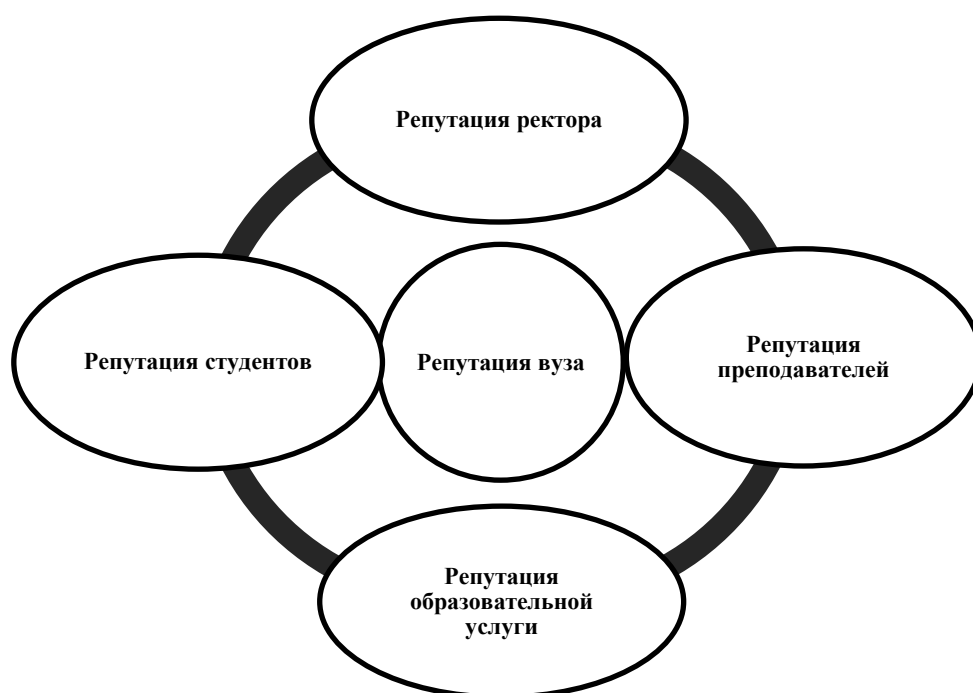 Репутация ректора
Репутация студентов
Репутация вуза
Репутация
преподавателей
Репутация
образовательной
услуги